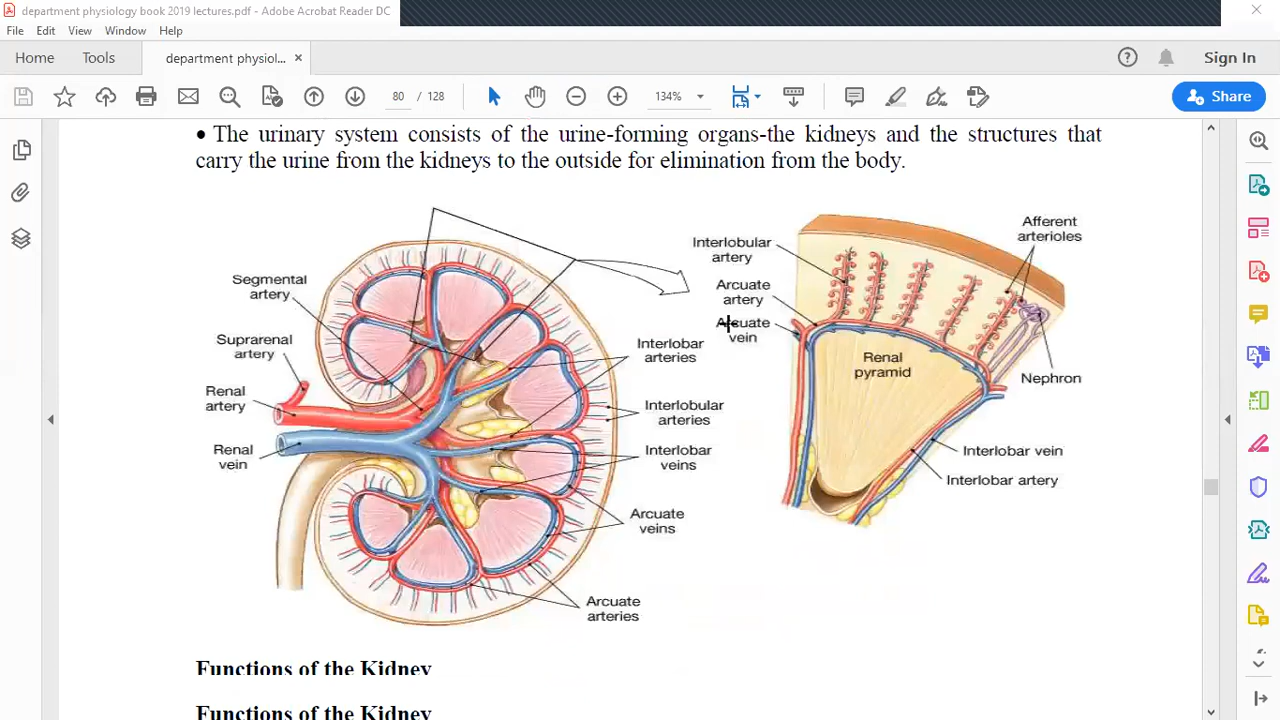 department physiology book 2019 lectures.pdf - Adobe Acrobat Reader DC
File Edit View Window Help
Home Tools department physiol... Sign In
80 / 128 134% Share
• The urinary system consists of the urine-forming organs-the kidneys and the structures that
carry the urine from the kidneys to the outside for elimination from the body.
Segmental
artery
Suprarenal
artery
Renal
artery
Renal
vein
Interlobar
arteries
Interlobular
arteries
Interlobar
veins
Arcuate
veins
Arcuate
arteries
Interlobular
artery
Arcuate
artery
Arcuate
vein
Afferent
arterioles
Renal
pyramid
Nephron
Interlobar vein
Interlobar artery
Functions of the Kidney
Functions of the Kidney